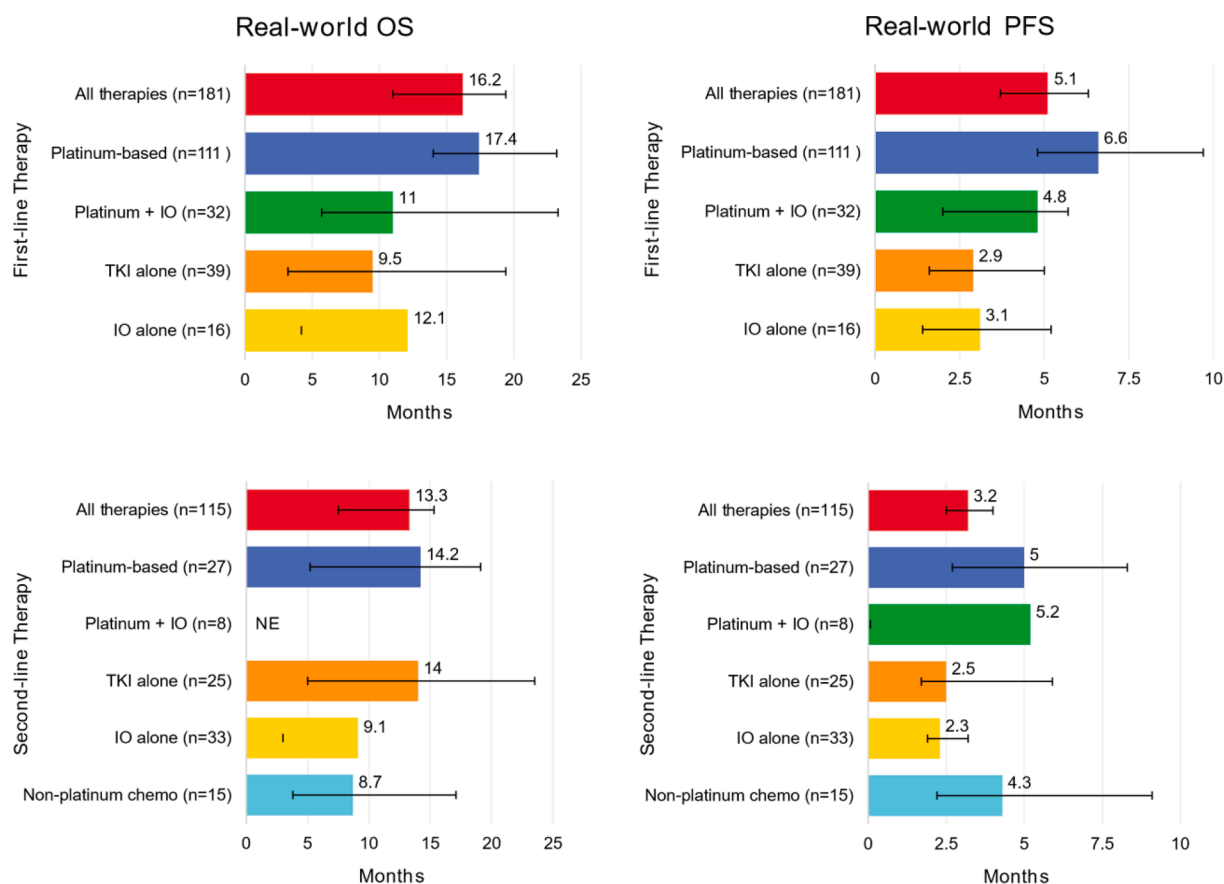 Real-world OS
First-line Therapy
All therapies (n=181)
16.2
Platinum-based (n=111 )
17.4
Platinum + IO (n=32)
11
TKI alone (n=39)
9.5
IO alone (n=16)
12.1
0 5 10 15 20 25
Months
Real-world PFS
First-line Therapy
All therapies (n=181)
5.1
Platinum-based (n=111)
6.6
Platinum + IO (n=32)
4.8
TKI alone (n=39)
2.9
IO alone (n=16)
3.1
0 2.5 5 7.5 10
Months
Second-line Therapy
All therapies (n=115)
13.3
Platinum-based (n=27)
14.2
Platinum + IO (n=8)
NE
TKI alone (n=25)
14
IO alone (n=33)
9.1
Non-platinum chemo (n=15)
8.7
0 5 10 15 20 25
Months
Second-line Therapy
All therapies (n=115)
3.2
Platinum-based (n=27)
5
Platinum + IO (n=8)
5.2
TKI alone (n=25)
2.5
IO alone (n=33)
2.3
Non-platinum chemo (n=15)
4.3
0 2.5 5 7.5 10
Months